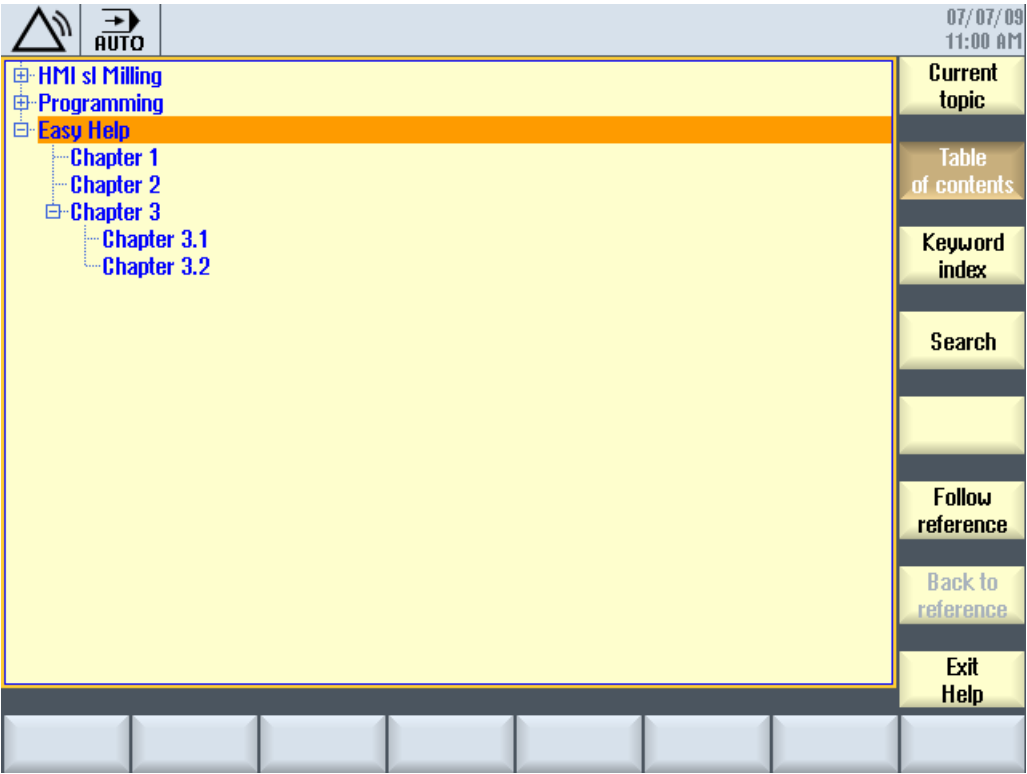 AUTO
07/07/09
11:00 AM
HMI sl Milling
Programming
Easy Help
Chapter 1
Chapter 2
Chapter 3
Chapter 3.1
Chapter 3.2
Current
topic
Table
of contents
Keyword
index
Search
Follow
reference
Back to
reference
Exit
Help